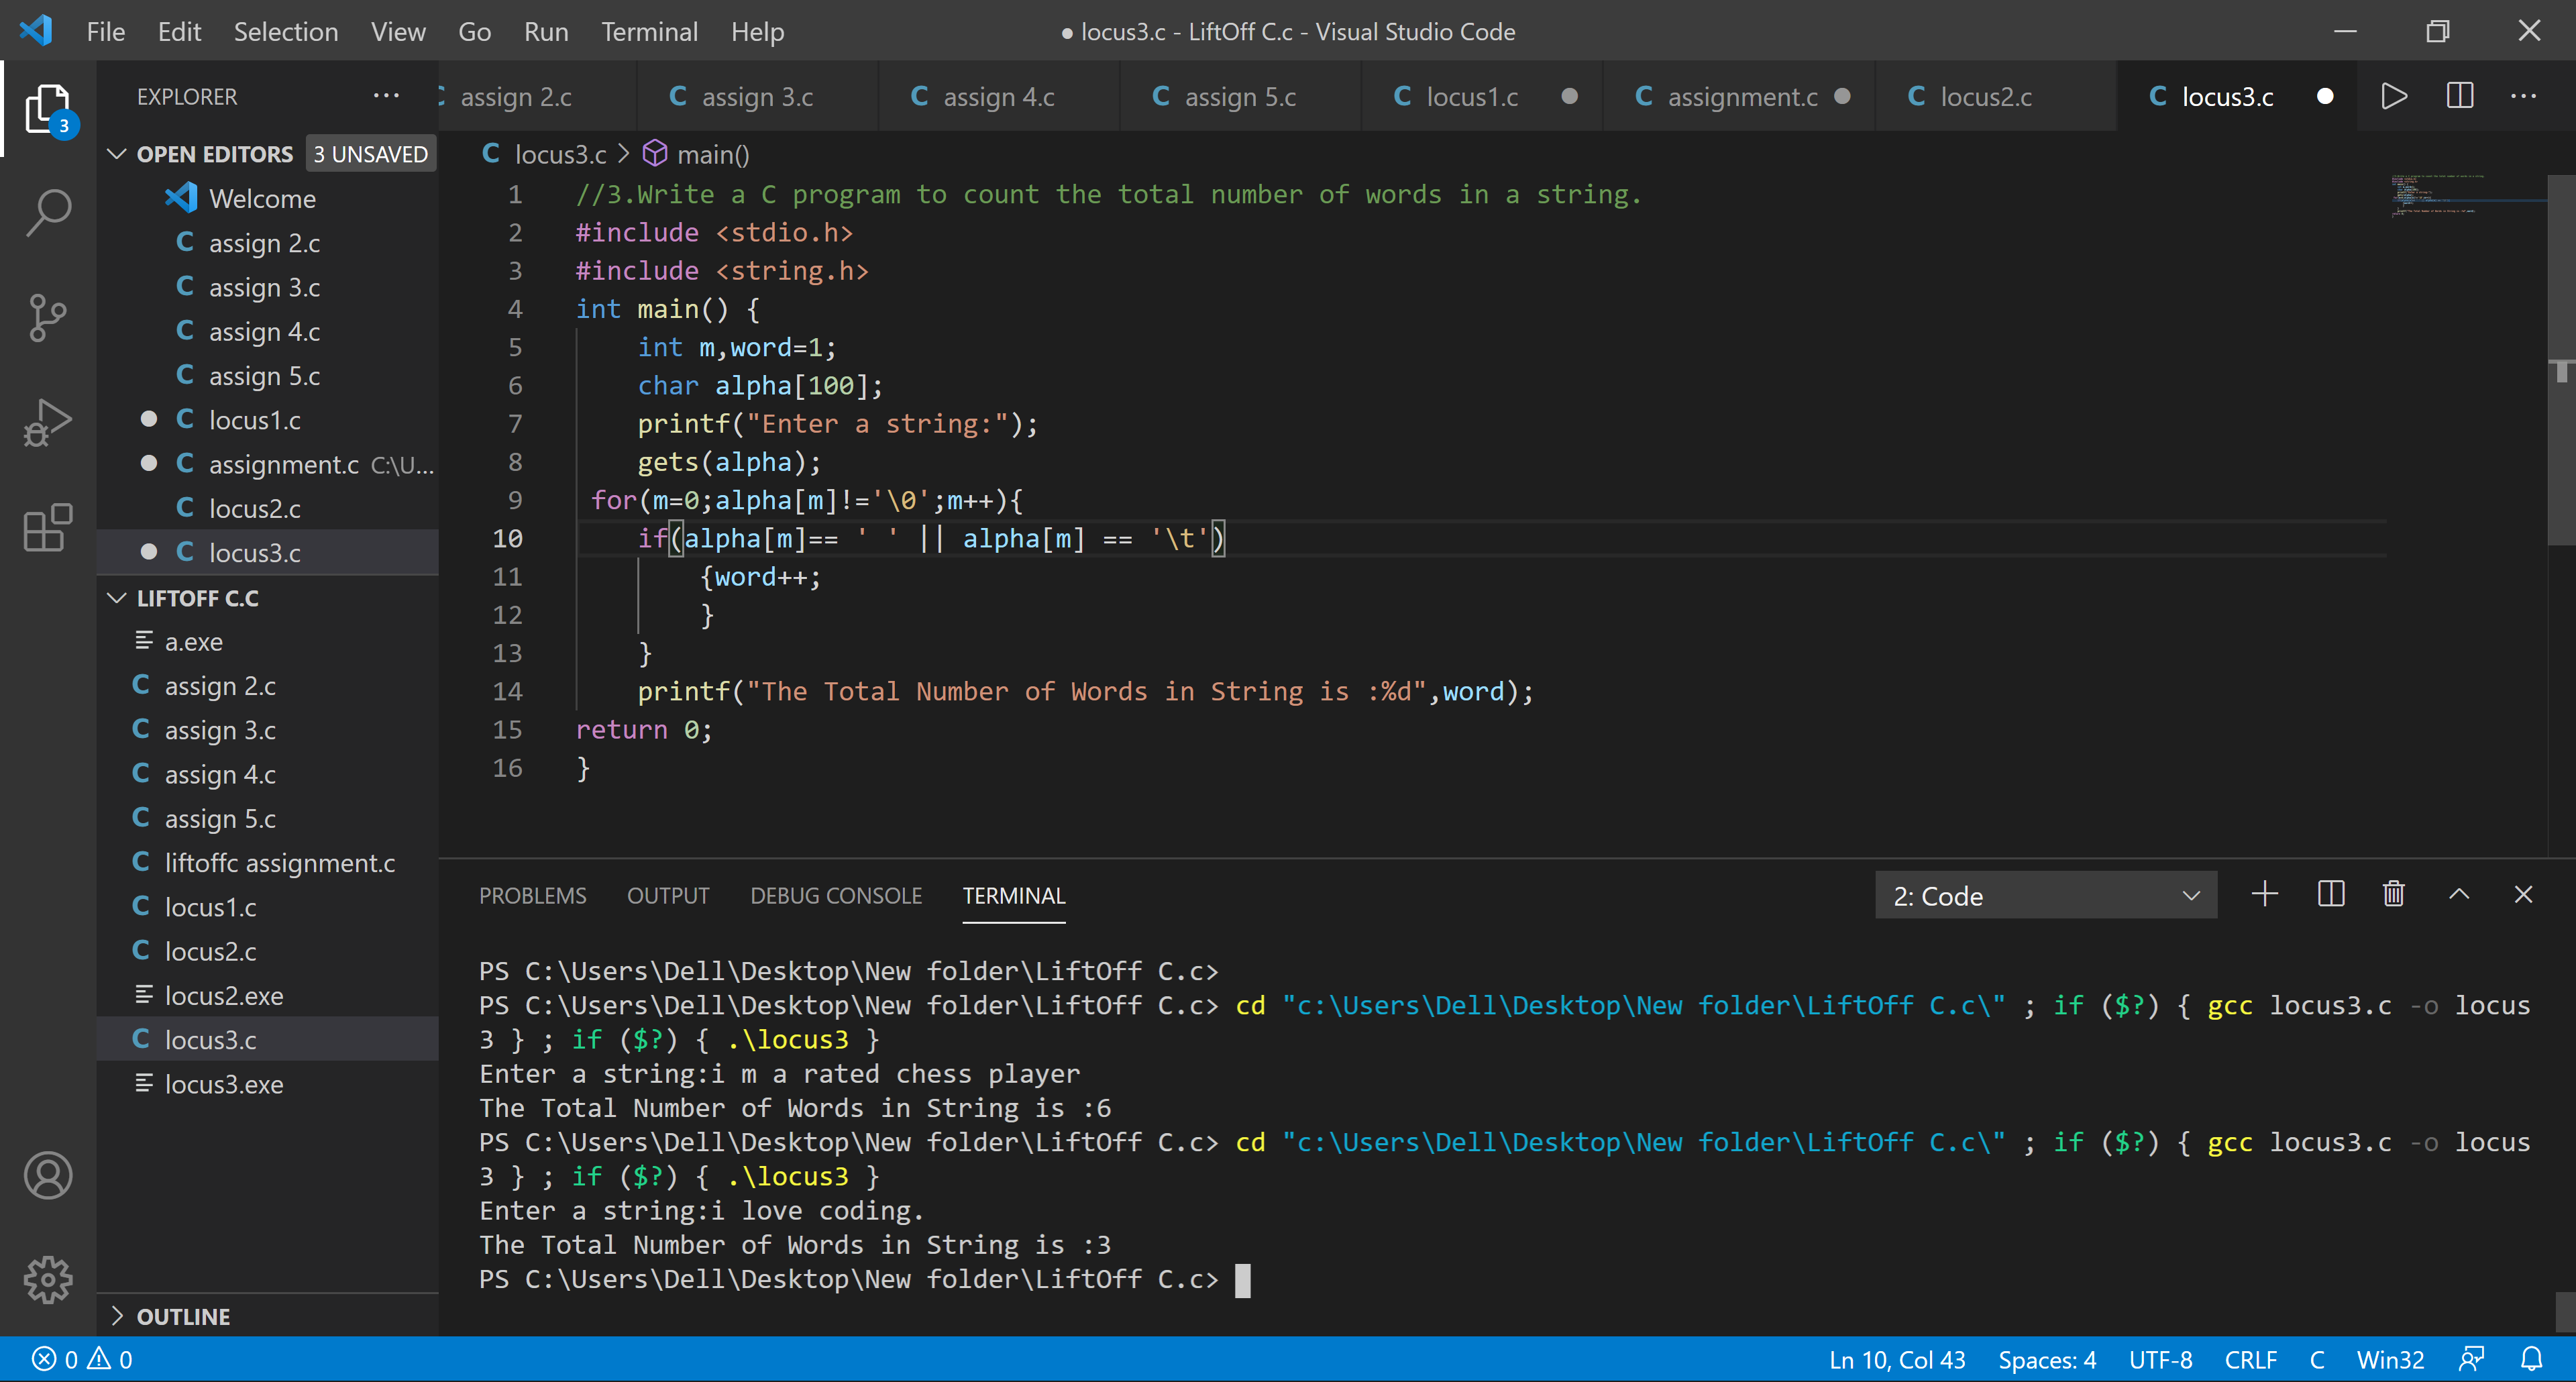 File Edit Selection View Go Run Terminal Help
● locus3.c - LiftOff C.c - Visual Studio Code
EXPLORER ...
3
OPEN EDITORS 3 UNSAVED
Welcome
C assign 2.c
C assign 3.c
C assign 4.c
C assign 5.c
● C locus1.c
● C assignment.c C:\U...
C locus2.c
● C locus3.c
LIFTOFF C.C
a.exe
C assign 2.c
C assign 3.c
C assign 4.c
C assign 5.c
C liftoffc assignment.c
C locus1.c
C locus2.c
locus2.exe
C locus3.c
locus3.exe
OUTLINE
C assign 2.c C assign 3.c C assign 4.c C assign 5.c C locus1.c ● C assignment.c ● C locus2.c C locus3.c ● ...
C locus3.c > main()
1 //3.Write a C program to count the total number of words in a string.
2 #include <stdio.h>
3 #include <string.h>
4 int main() {
5 int m,word=1;
6 char alpha[100];
7 printf("Enter a string:");
8 gets(alpha);
9 for(m=0;alpha[m]!='\0';m++){
10 if(alpha[m]== ' ' || alpha[m] == '\t')
11 {word++;
12 }
13 }
14 printf("The Total Number of Words in String is :%d",word);
15 return 0;
16 }
PROBLEMS OUTPUT DEBUG CONSOLE TERMINAL 2: Code
PS C:\Users\Dell\Desktop\New folder\LiftOff C.c>
PS C:\Users\Dell\Desktop\New folder\LiftOff C.c> cd "c:\Users\Dell\Desktop\New folder\LiftOff C.c\" ; if ($?) { gcc locus3.c -o locus
3 } ; if ($?) { .\locus3 }
Enter a string:i m a rated chess player
The Total Number of Words in String is :6
PS C:\Users\Dell\Desktop\New folder\LiftOff C.c> cd "c:\Users\Dell\Desktop\New folder\LiftOff C.c\" ; if ($?) { gcc locus3.c -o locus
3 } ; if ($?) { .\locus3 }
Enter a string:i love coding.
The Total Number of Words in String is :3
PS C:\Users\Dell\Desktop\New folder\LiftOff C.c>
0 0 Ln 10, Col 43 Spaces: 4 UTF-8 CRLF C Win32